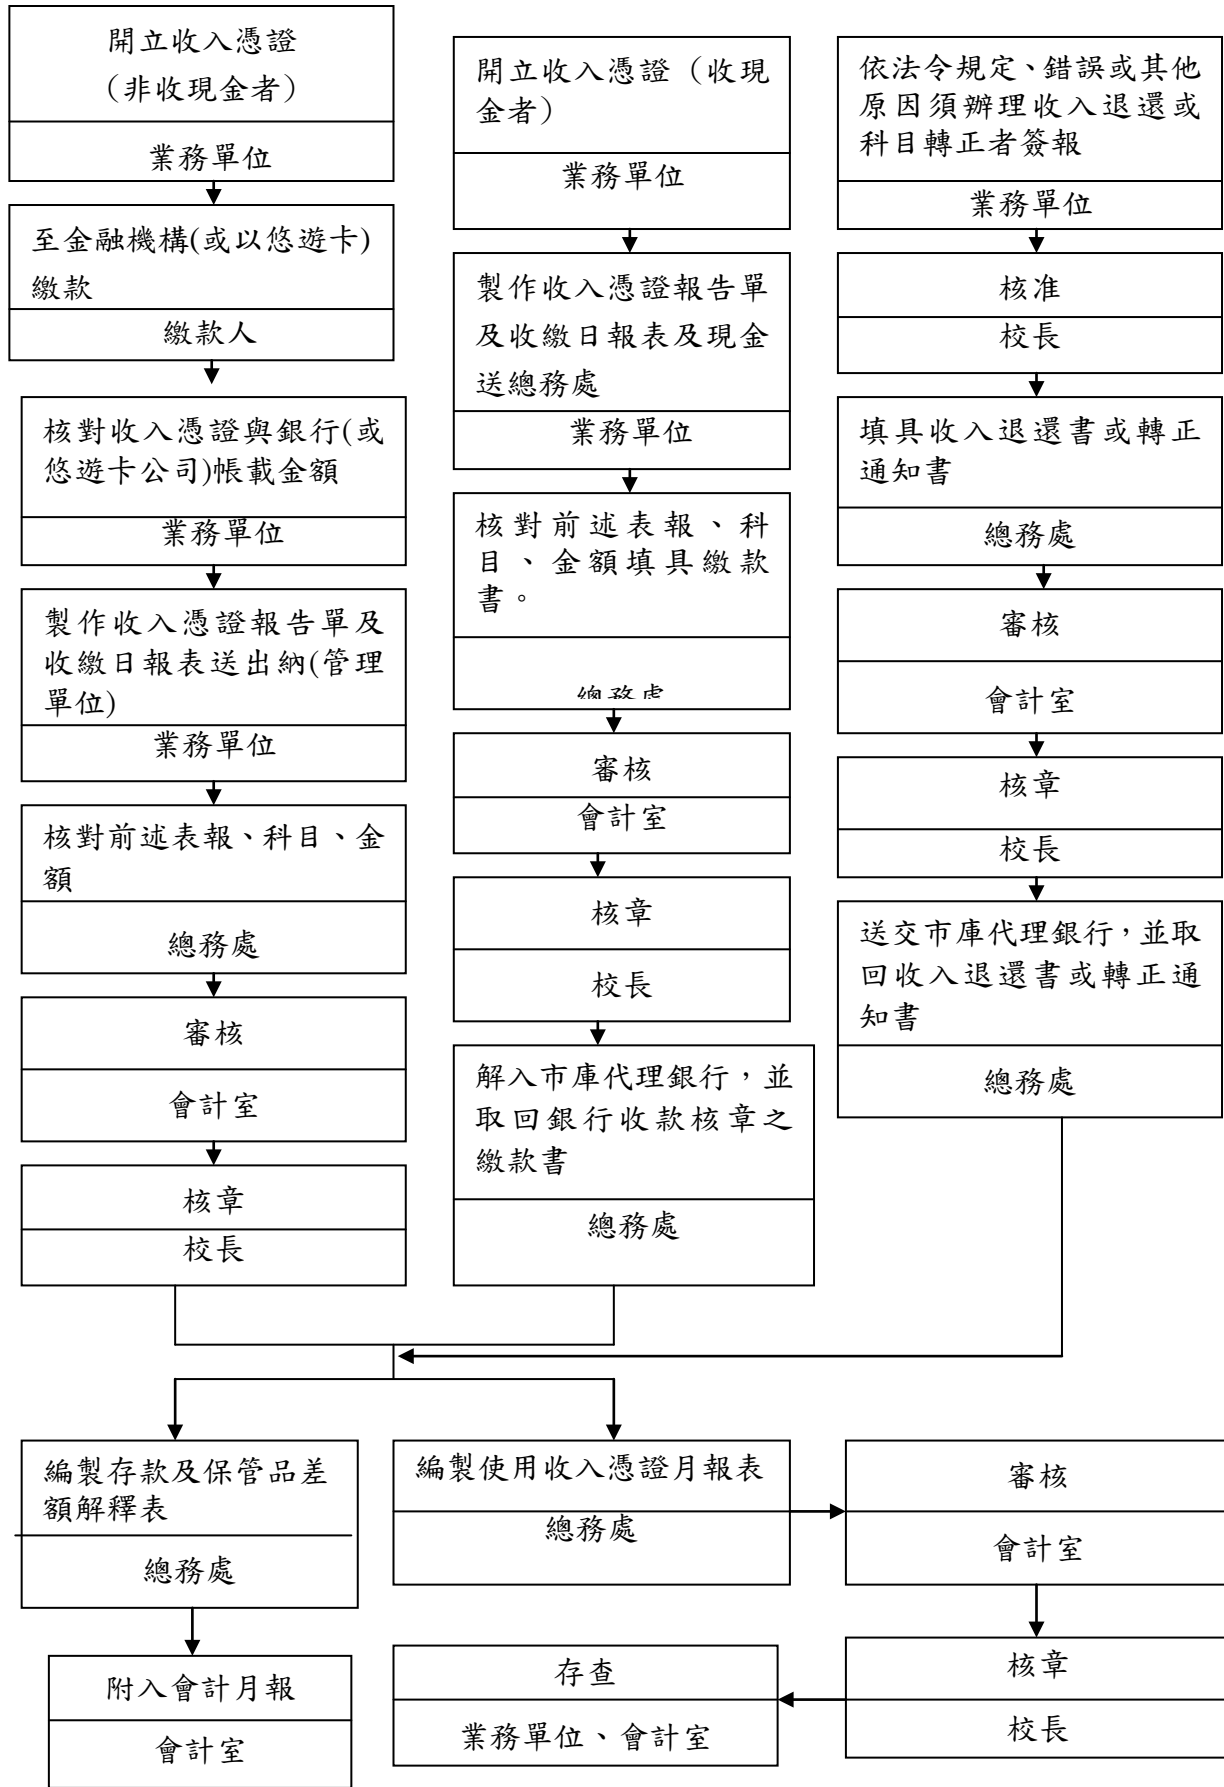 開立收入憑證
（非收現金者）
業務單位
至金融機構(或以悠遊卡)
繳款
繳款人
核對收入憑證與銀行(或
悠遊卡公司)帳載金額
業務單位
製作收入憑證報告單及
收繳日報表送出納(管理
單位)
業務單位
核對前述表報、科目、金
額
總務處
審核
會計室
核章
校長
開立收入憑證（收現
金者）
業務單位
製作收入憑證報告單
及收繳日報表及現金
送總務處
業務單位
核對前述表報、科
目、金額填具繳款
書。
總務處
審核
會計室
核章
校長
解入市庫代理銀行，並
取回銀行收款核章之
繳款書
總務處
依法令規定、錯誤或其他
原因須辦理收入退還或
科目轉正者簽報
業務單位
核准
校長
填具收入退還書或轉正
通知書
總務處
審核
會計室
核章
校長
送交市庫代理銀行，並取
回收入退還書或轉正通
知書
總務處
編製存款及保管品差
額解釋表
總務處
附入會計月報
會計室
編製使用收入憑證月報表
總務處
審核
會計室
核章
校長
存查
業務單位、會計室